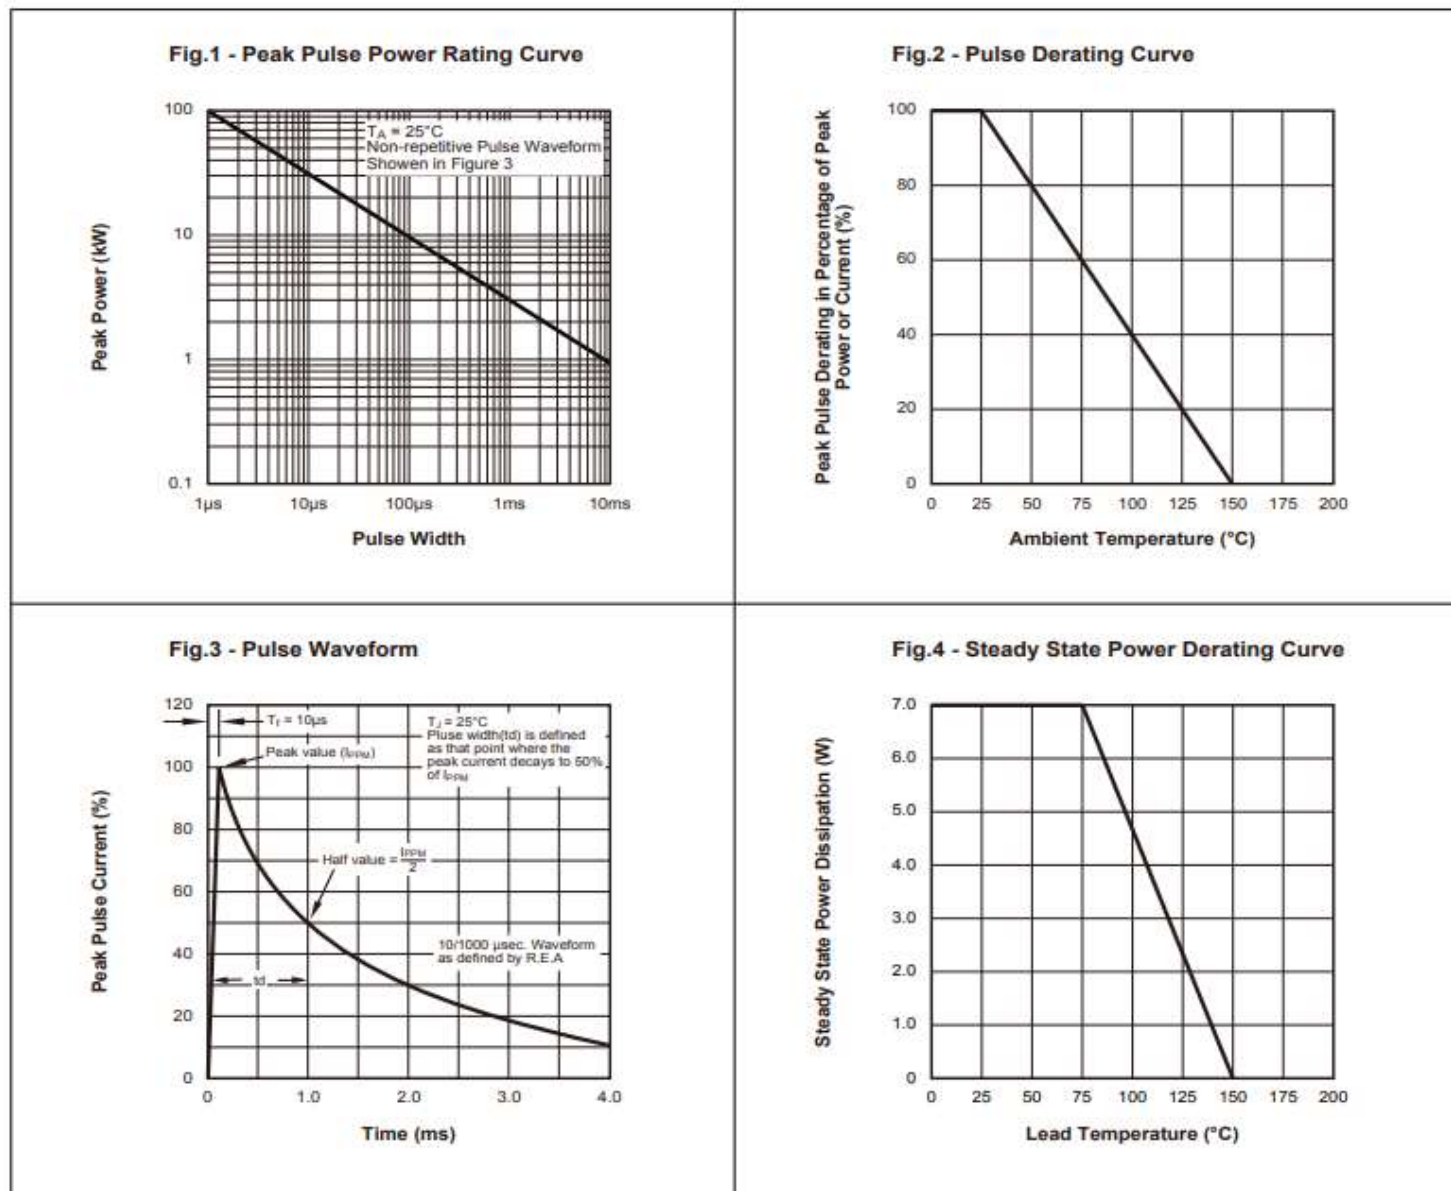 Fig.1 - Peak Pulse Power Rating Curve
100
10
1
0.1
Peak Power (kW)
TA = 25°C
Non-repetitive Pulse Waveform
Showen in Figure 3
1μs 10μs 100μs 1ms 10ms
Pulse Width
Fig.2 - Pulse Derating Curve
Peak Pulse Derating in Percentage of Peak
Power or Current (%)
100
80
60
40
20
0
0 25 50 75 100 125 150 175 200
Ambient Temperature (°C)
Fig.3 - Pulse Waveform
Peak Pulse Current (%)
120
100
80
60
40
20
0
Tr = 10μs
Peak value (IPPM)
TJ = 25°C
Pluse width(td) is defined
as that point where the
peak current decays to 50%
of IPPM
Half value = IPPM
2
10/1000 μsec. Waveform
as defined by R.E.A
td
0 1.0 2.0 3.0 4.0
Time (ms)
Fig.4 - Steady State Power Derating Curve
Steady State Power Dissipation (W)
7.0
6.0
5.0
4.0
3.0
2.0
1.0
0
0 25 50 75 100 125 150 175 200
Lead Temperature (°C)